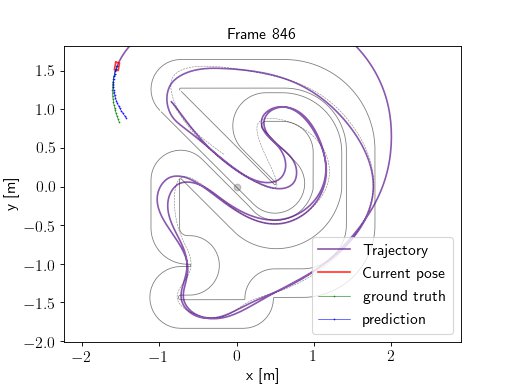 Frame 846
y [m]
1.5
1.0
0.5
0.0
−0.5
−1.0
−1.5
−2.0
−2 −1 0 1 2
x [m]
Trajectory
Current pose
ground truth
prediction